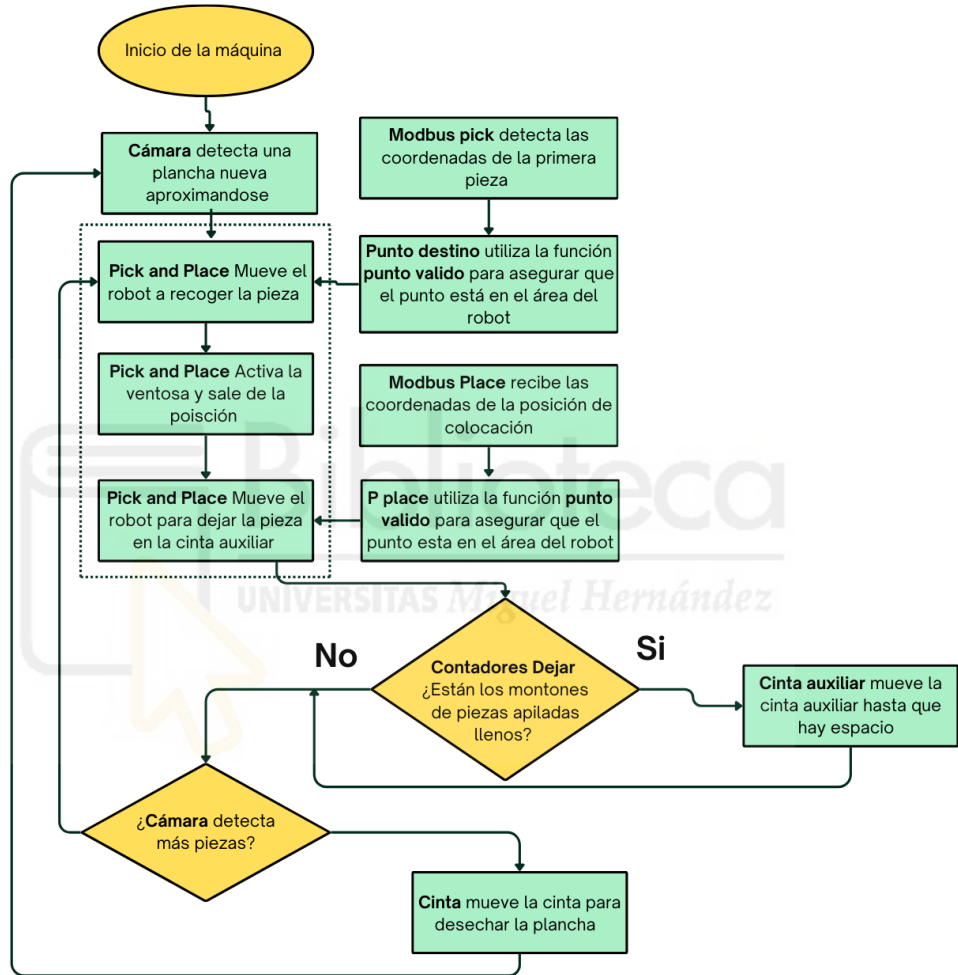 Inicio de la máquina
Cámara detecta una
plancha nueva
aproximandose
Modbus pick detecta las
coordenadas de la primera
pieza
Pick and Place Mueve el
robot a recoger la pieza
Punto destino utiliza la función
punto valido para asegurar que
el punto está en el área del
robot
Pick and Place Activa la
ventosa y sale de la
poisción
Modbus Place recibe las
coordenadas de la posición de
colocación
Pick and Place Mueve el
robot para dejar la pieza
en la cinta auxiliar
P place utiliza la función punto
valido para asegurar que el
punto esta en el área del robot
Biblioteca
UNIVERSITAS Miguel Hernández
No
Si
Contadores Dejar
¿Están los montones
de piezas apiladas
llenos?
Cinta auxiliar mueve la
cinta auxiliar hasta que
hay espacio
¿Cámara detecta
más piezas?
Cinta mueve la cinta para
desechar la plancha